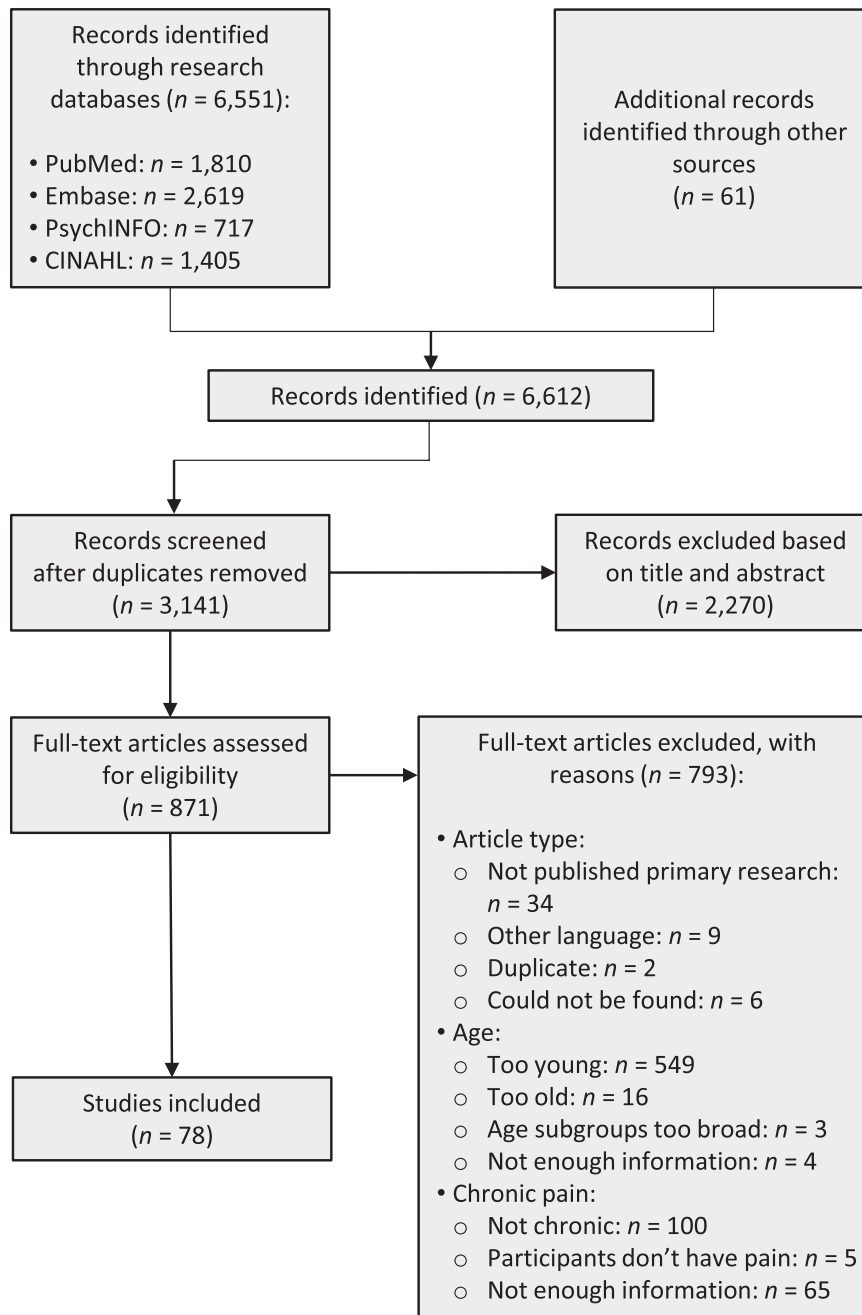 Records identified
through research
databases (n = 6,551):
• PubMed: n = 1,810
• Embase: n = 2,619
• PsychINFO: n = 717
• CINAHL: n = 1,405
Additional records
identified through other
sources
(n = 61)
Records identified (n = 6,612)
Records screened
after duplicates removed
(n = 3,141)
Records excluded based
on title and abstract
(n = 2,270)
Full-text articles assessed
for eligibility
(n = 871)
Full-text articles excluded, with
reasons (n = 793):
• Article type:
o Not published primary research:
n = 34
o Other language: n = 9
o Duplicate: n = 2
o Could not be found: n = 6
• Age:
o Too young: n = 549
o Too old: n = 16
o Age subgroups too broad: n = 3
o Not enough information: n = 4
• Chronic pain:
o Not chronic: n = 100
o Participants don't have pain: n = 5
o Not enough information: n = 65
Studies included
(n = 78)